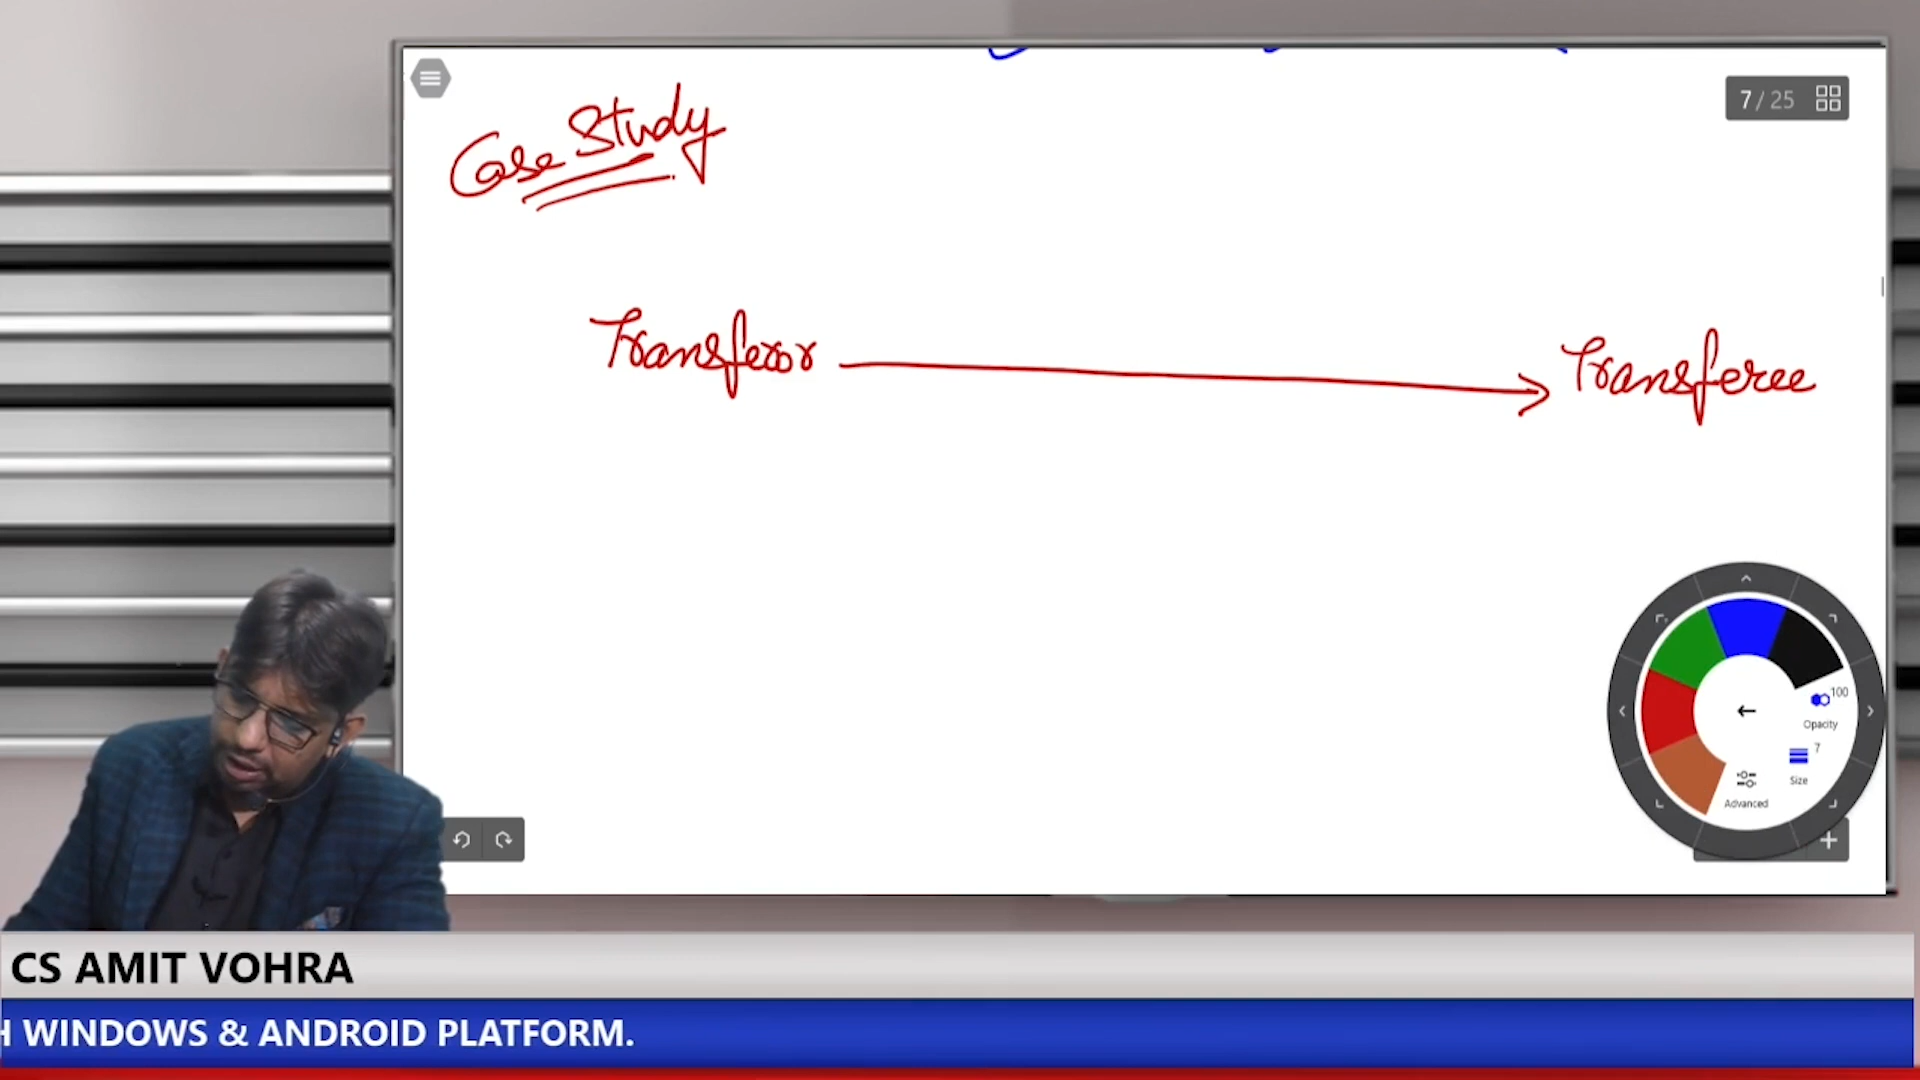 7 / 25
Case Study
Transferor → Transferee
100
Opacity
7
Size
Advanced
CS AMIT VOHRA
H WINDOWS & ANDROID PLATFORM.